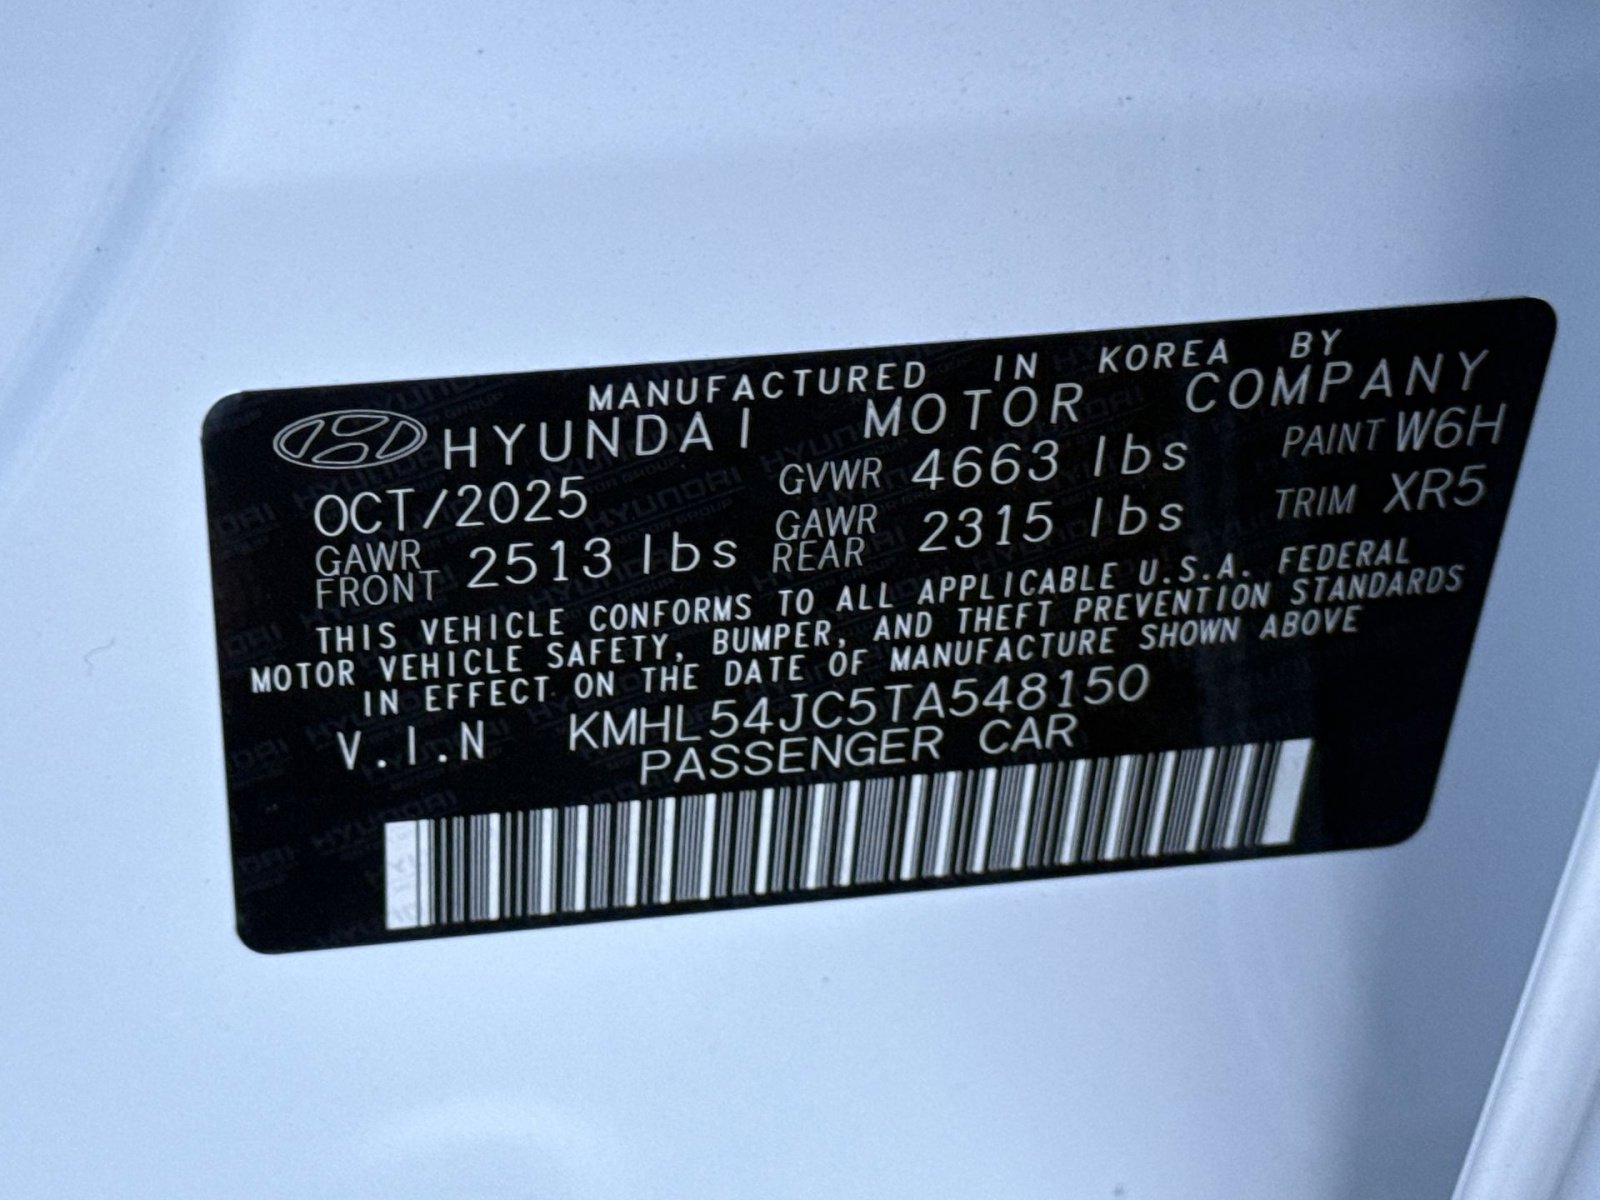 MANUFACTURED IN KOREA BY
HYUNDAI MOTOR COMPANY
OCT/2025 GVWR 4663 lbs PAINT W6H
GAWR FRONT 2513 lbs GAWR REAR 2315 lbs TRIM XR5
THIS VEHICLE CONFORMS TO ALL APPLICABLE U.S.A. FEDERAL
MOTOR VEHICLE SAFETY, BUMPER, AND THEFT PREVENTION STANDARDS
IN EFFECT ON THE DATE OF MANUFACTURE SHOWN ABOVE
V.I.N KMHL54JC5TA548150
PASSENGER CAR